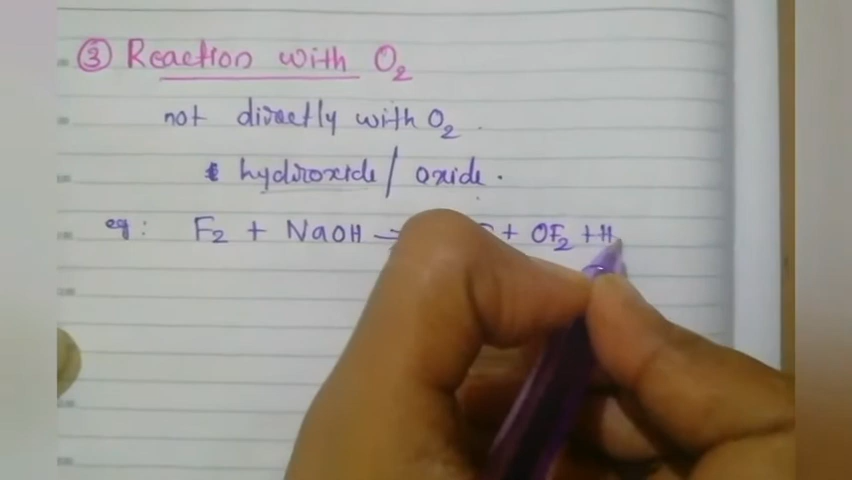 ③ Reaction with O₂
not directly with O₂.
hydroxide / oxide.
eg: F₂ + NaOH → + OF₂ + H